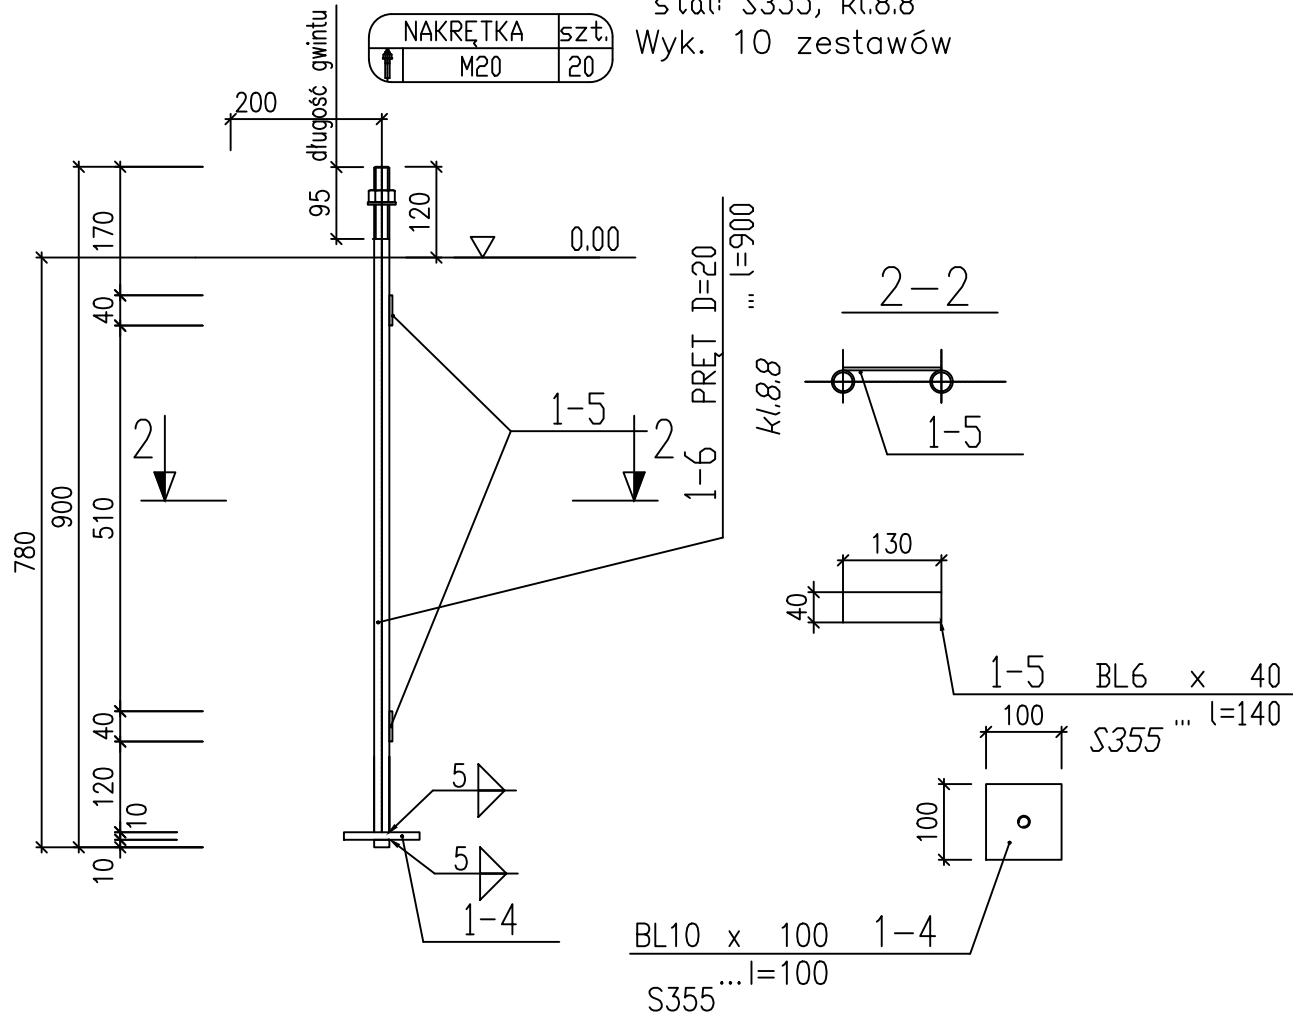 stal: S355, kl.8.8
Wyk. 10 zestawów
NAKRĘTKA szt.
M20 20
długość gwintu
200
95
120
170
0.00
40
780
900
510
40
120
10
10
2
2
1-5
1-6 PRĘT D=20
... l=900
kl.8.8
2-2
1-5
130
40
1-5 BL6 x 40
... l=140
S355
100
100
5
5
1-4
BL10 x 100 1-4
...l=100
S355